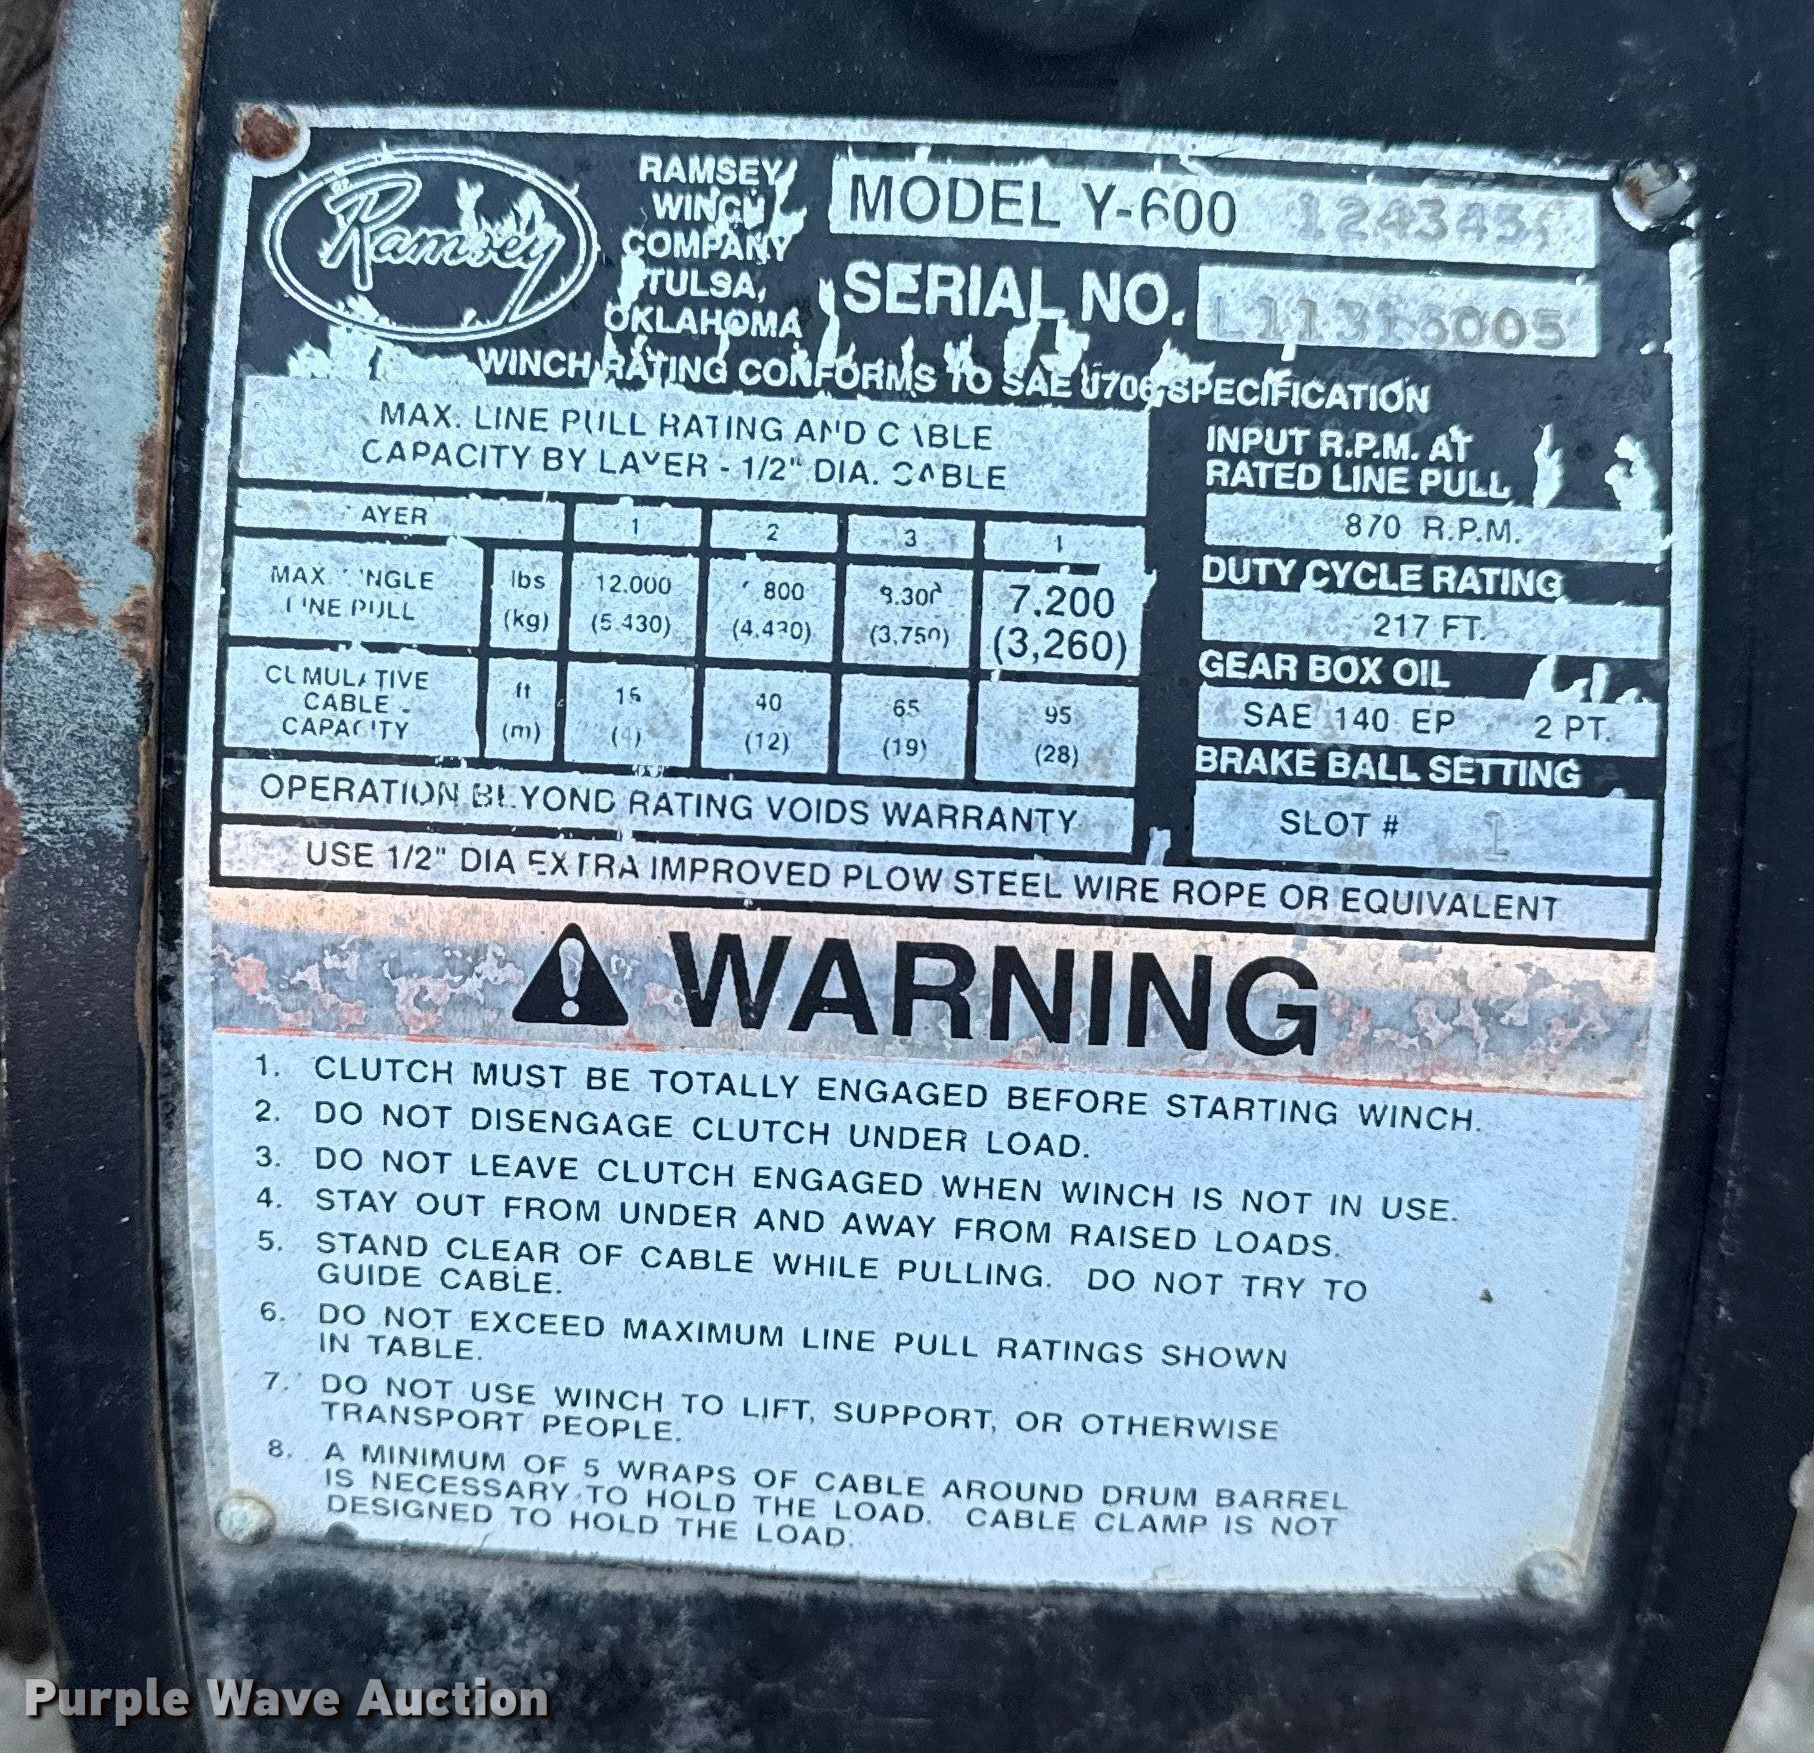 Ramsey
RAMSEY
WINCH
COMPANY
TULSA,
OKLAHOMA
MODEL Y-600
SERIAL NO.
WINCH RATING CONFORMS TO SAE J706 SPECIFICATION
MAX. LINE PULL RATING AND CABLE
CAPACITY BY LAYER - 1/2" DIA. CABLE
LAYER 1 2 3
MAX SINGLE
LINE PULL
lbs 12.000 7.200
(kg) (5.430) (4.430) (3.750) (3,260)
CUMULATIVE
CABLE
CAPACITY
ft 15 40 65 95
(m) (4) (12) (19) (28)
OPERATION BEYOND RATING VOIDS WARRANTY
INPUT R.P.M. AT
RATED LINE PULL
870 R.P.M.
DUTY CYCLE RATING
217 FT.
GEAR BOX OIL
SAE 140 EP 2 PT.
BRAKE BALL SETTING
SLOT # 1
USE 1/2" DIA EXTRA IMPROVED PLOW STEEL WIRE ROPE OR EQUIVALENT
WARNING
1. CLUTCH MUST BE TOTALLY ENGAGED BEFORE STARTING WINCH.
2. DO NOT DISENGAGE CLUTCH UNDER LOAD.
3. DO NOT LEAVE CLUTCH ENGAGED WHEN WINCH IS NOT IN USE.
4. STAY OUT FROM UNDER AND AWAY FROM RAISED LOADS.
5. STAND CLEAR OF CABLE WHILE PULLING. DO NOT TRY TO
GUIDE CABLE.
6. DO NOT EXCEED MAXIMUM LINE PULL RATINGS SHOWN
IN TABLE.
7. DO NOT USE WINCH TO LIFT, SUPPORT, OR OTHERWISE
TRANSPORT PEOPLE.
8. A MINIMUM OF 5 WRAPS OF CABLE AROUND DRUM BARREL
IS NECESSARY TO HOLD THE LOAD. CABLE CLAMP IS NOT
DESIGNED TO HOLD THE LOAD.
Purple Wave Auction